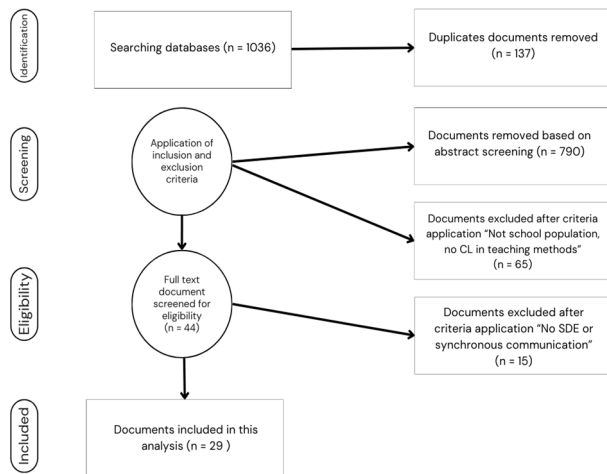 Identification
Searching databases (n = 1036)
Duplicates documents removed
(n = 137)
Screening
Application of
inclusion and
exclusion
criteria
Documents removed based on
abstract screening (n = 790)
Documents excluded after criteria
application “Not school population,
no CL in teaching methods”
(n = 65)
Eligibility
Full text
document
screened for
eligibility
(n = 44)
Documents excluded after
criteria application “No SDE or
synchronous communication”
(n = 15)
Included
Documents included in this
analysis (n = 29 )